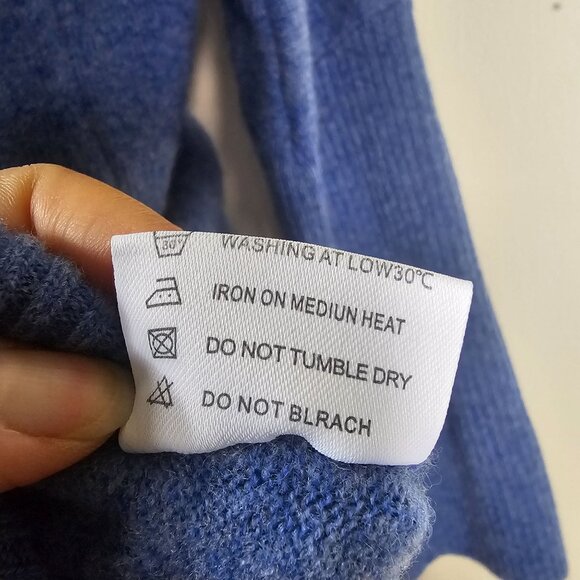 30° WASHING AT LOW30°C
IRON ON MEDIUN HEAT
DO NOT TUMBLE DRY
DO NOT BLRACH